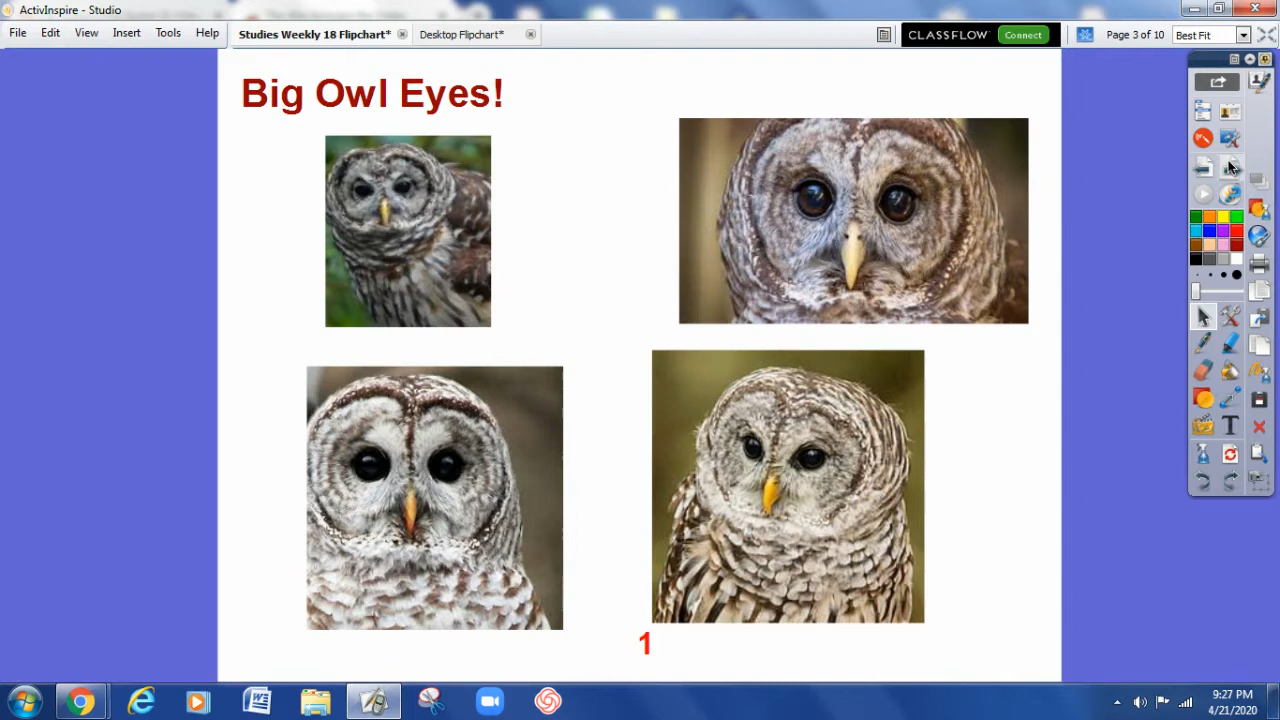 ActivInspire - Studio
File Edit View Insert Tools Help
Studies Weekly 18 Flipchart*
Desktop Flipchart*
CLASSFLOW Connect
Page 3 of 10
Best Fit
Big Owl Eyes!
1
9:27 PM
4/21/2020